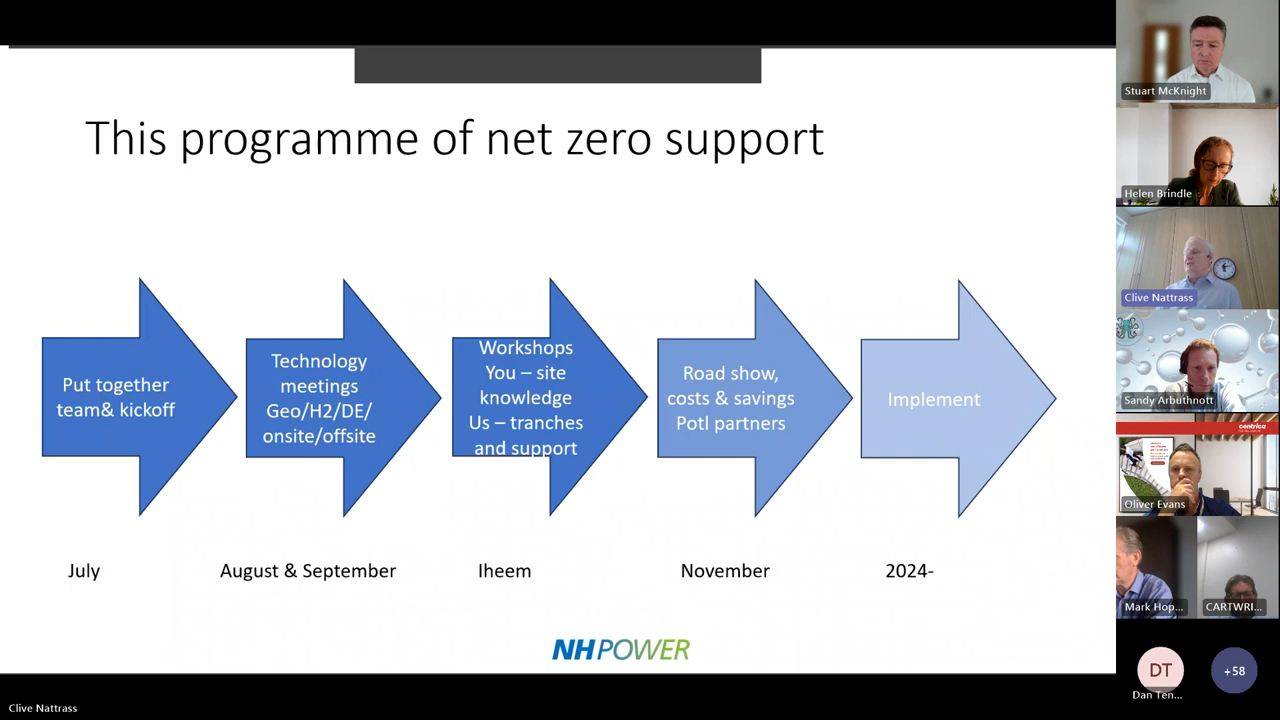 This programme of net zero support
Put together
team& kickoff
Technology
meetings
Geo/H2/DE/
onsite/offsite
Workshops
You – site
knowledge
Us – tranches
and support
Road show,
costs & savings
Potl partners
Implement
July
August & September
Iheem
November
2024-
NHPOWER
Clive Nattrass
Stuart McKnight
Helen Brindle
Clive Nattrass
Sandy Arbuthnott
centrica
Oliver Evans
Mark Hop...
CARTWRI...
DT
+58
Dan Ten...